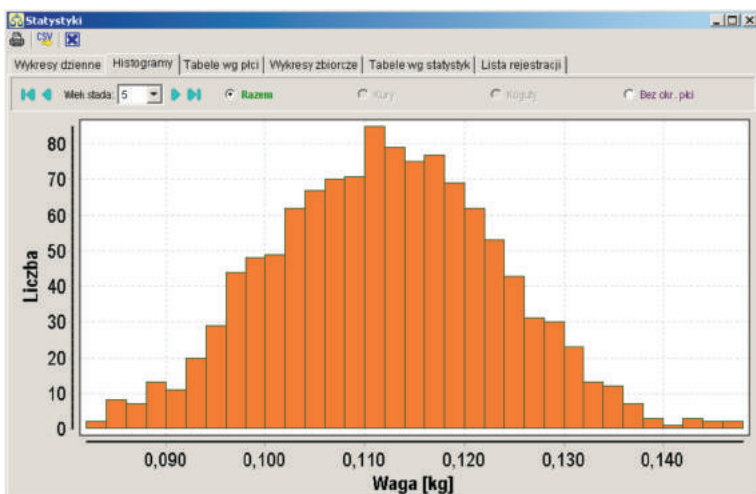 Statystyki
CSV
Wykresy dzienne Histogramy Tabele wg płci Wykresy zbiorcze Tabele wg statystyk Lista rejestracji
Wiek stada: 5 Razem Kury Koguty Bez okr. płci
80
70
60
50
40
30
20
10
0
Liczba
0,090 0,100 0,110 0,120 0,130 0,140
Waga [kg]